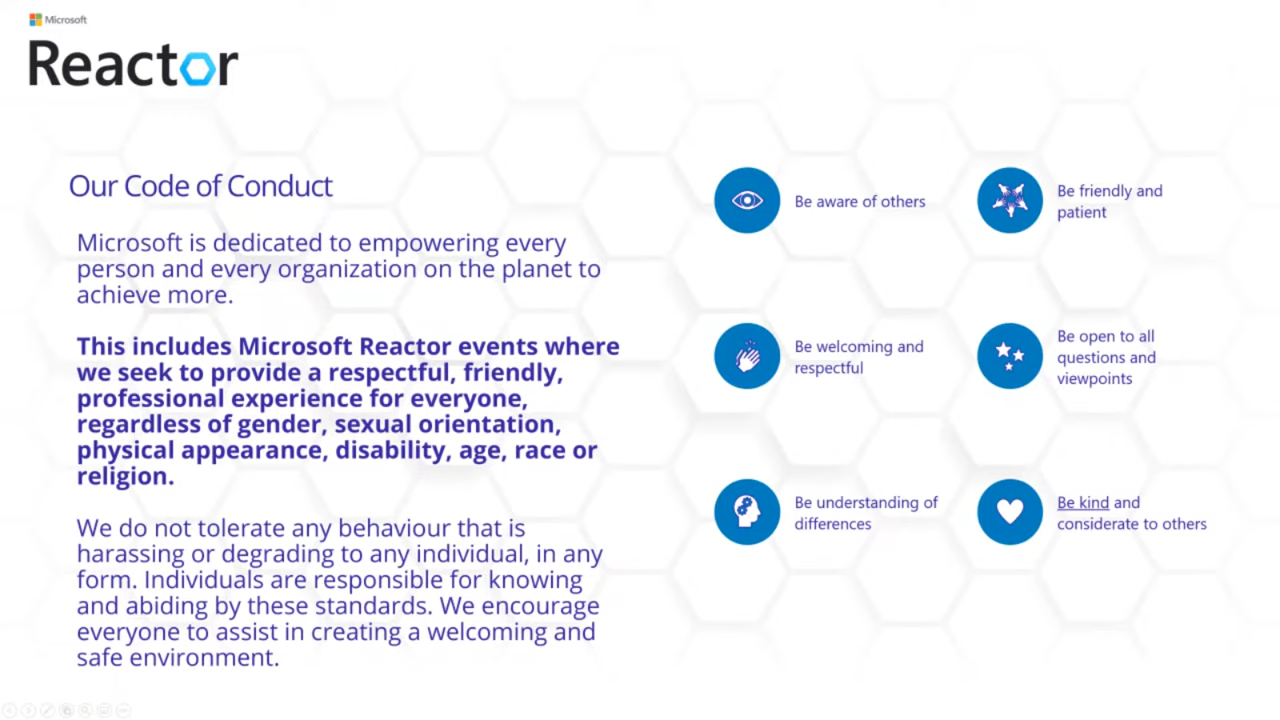 Microsoft
Reactor
Our Code of Conduct
Microsoft is dedicated to empowering every
person and every organization on the planet to
achieve more.
This includes Microsoft Reactor events where
we seek to provide a respectful, friendly,
professional experience for everyone,
regardless of gender, sexual orientation,
physical appearance, disability, age, race or
religion.
We do not tolerate any behaviour that is
harassing or degrading to any individual, in any
form. Individuals are responsible for knowing
and abiding by these standards. We encourage
everyone to assist in creating a welcoming and
safe environment.
Be aware of others
Be friendly and
patient
Be welcoming and
respectful
Be open to all
questions and
viewpoints
Be understanding of
differences
Be kind and
considerate to others